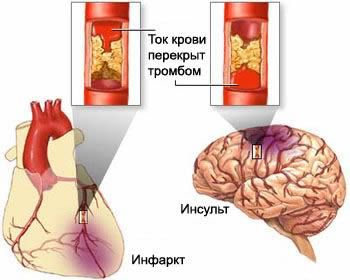 Ток крови
перекрыт
тромбом
Инсульт
Инфаркт